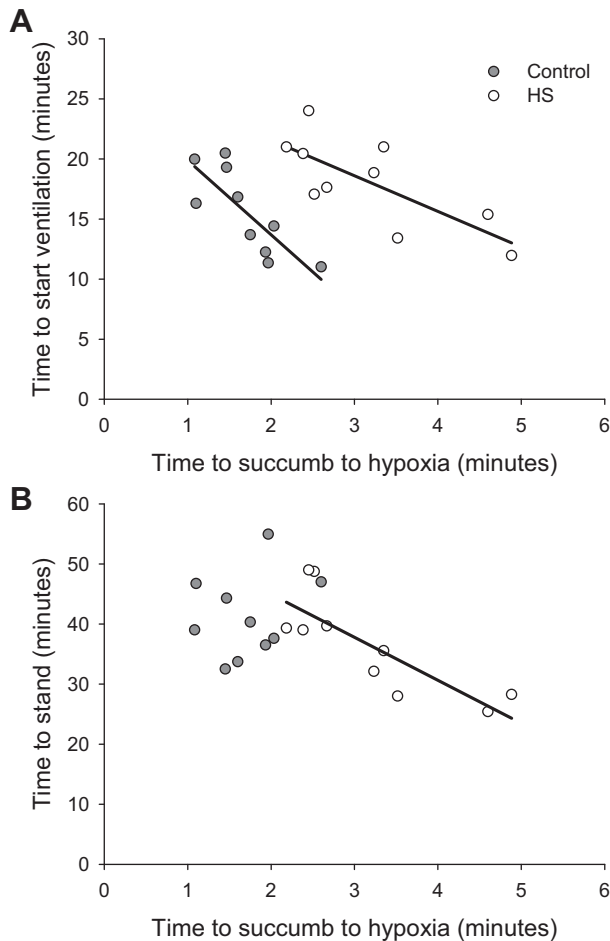 A
Time to start ventilation (minutes)
30
25
20
15
10
5
0
Control
HS
0 1 2 3 4 5 6
Time to succumb to hypoxia (minutes)
B
Time to stand (minutes)
60
50
40
30
20
10
0
0 1 2 3 4 5 6
Time to succumb to hypoxia (minutes)